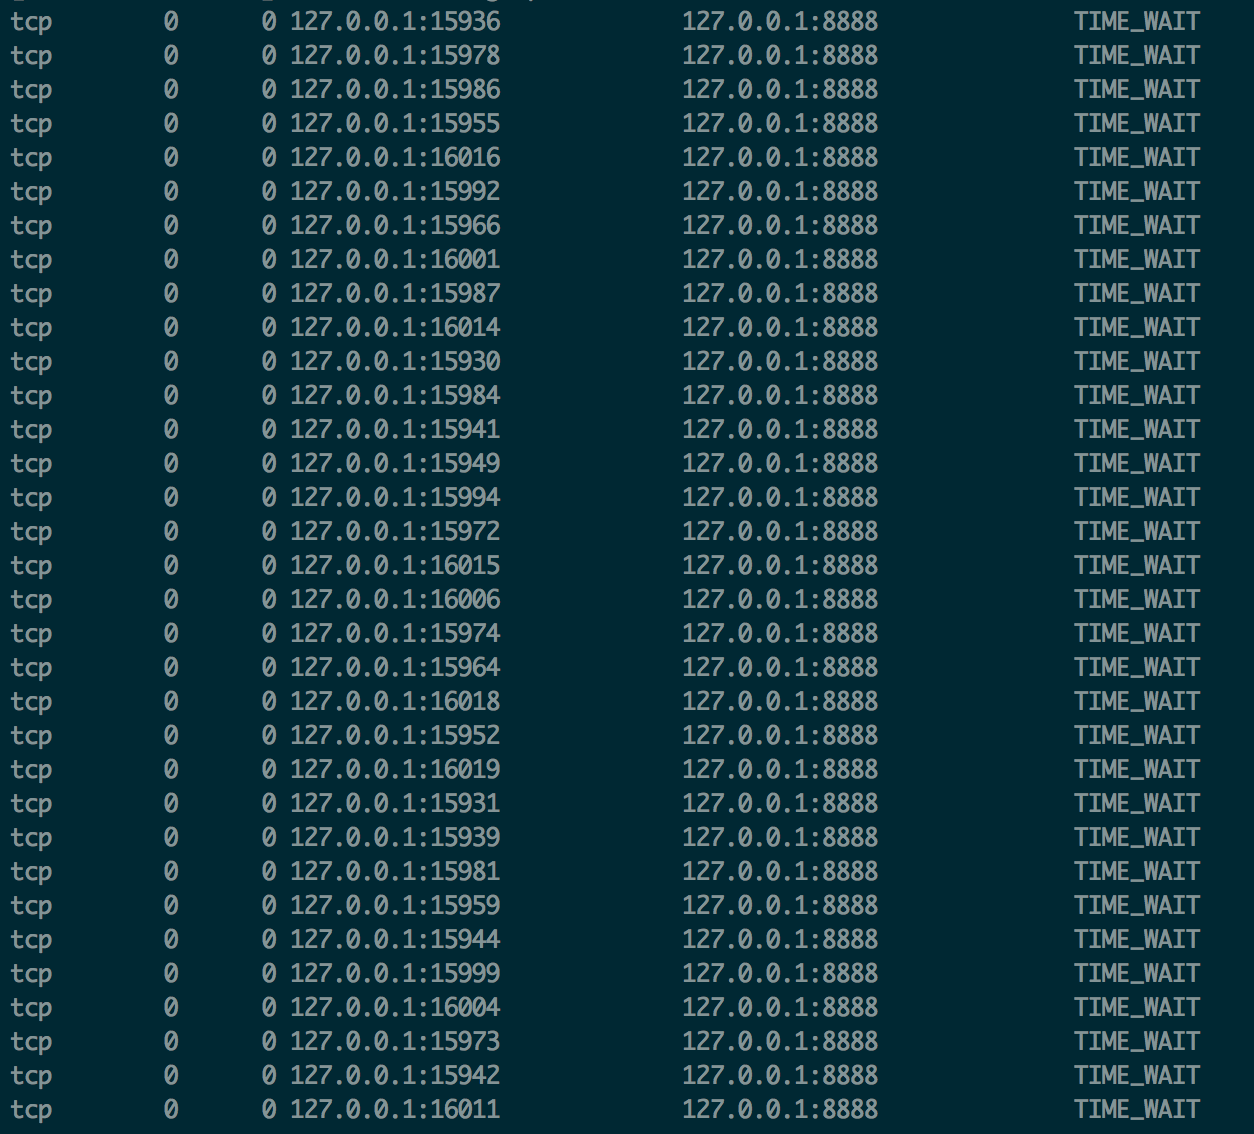 tcp 0 0 127.0.0.1:15936 127.0.0.1:8888 TIME_WAIT
tcp 0 0 127.0.0.1:15978 127.0.0.1:8888 TIME_WAIT
tcp 0 0 127.0.0.1:15986 127.0.0.1:8888 TIME_WAIT
tcp 0 0 127.0.0.1:15955 127.0.0.1:8888 TIME_WAIT
tcp 0 0 127.0.0.1:16016 127.0.0.1:8888 TIME_WAIT
tcp 0 0 127.0.0.1:15992 127.0.0.1:8888 TIME_WAIT
tcp 0 0 127.0.0.1:15966 127.0.0.1:8888 TIME_WAIT
tcp 0 0 127.0.0.1:16001 127.0.0.1:8888 TIME_WAIT
tcp 0 0 127.0.0.1:15987 127.0.0.1:8888 TIME_WAIT
tcp 0 0 127.0.0.1:16014 127.0.0.1:8888 TIME_WAIT
tcp 0 0 127.0.0.1:15930 127.0.0.1:8888 TIME_WAIT
tcp 0 0 127.0.0.1:15984 127.0.0.1:8888 TIME_WAIT
tcp 0 0 127.0.0.1:15941 127.0.0.1:8888 TIME_WAIT
tcp 0 0 127.0.0.1:15949 127.0.0.1:8888 TIME_WAIT
tcp 0 0 127.0.0.1:15994 127.0.0.1:8888 TIME_WAIT
tcp 0 0 127.0.0.1:15972 127.0.0.1:8888 TIME_WAIT
tcp 0 0 127.0.0.1:16015 127.0.0.1:8888 TIME_WAIT
tcp 0 0 127.0.0.1:16006 127.0.0.1:8888 TIME_WAIT
tcp 0 0 127.0.0.1:15974 127.0.0.1:8888 TIME_WAIT
tcp 0 0 127.0.0.1:15964 127.0.0.1:8888 TIME_WAIT
tcp 0 0 127.0.0.1:16018 127.0.0.1:8888 TIME_WAIT
tcp 0 0 127.0.0.1:15952 127.0.0.1:8888 TIME_WAIT
tcp 0 0 127.0.0.1:16019 127.0.0.1:8888 TIME_WAIT
tcp 0 0 127.0.0.1:15931 127.0.0.1:8888 TIME_WAIT
tcp 0 0 127.0.0.1:15939 127.0.0.1:8888 TIME_WAIT
tcp 0 0 127.0.0.1:15981 127.0.0.1:8888 TIME_WAIT
tcp 0 0 127.0.0.1:15959 127.0.0.1:8888 TIME_WAIT
tcp 0 0 127.0.0.1:15944 127.0.0.1:8888 TIME_WAIT
tcp 0 0 127.0.0.1:15999 127.0.0.1:8888 TIME_WAIT
tcp 0 0 127.0.0.1:16004 127.0.0.1:8888 TIME_WAIT
tcp 0 0 127.0.0.1:15973 127.0.0.1:8888 TIME_WAIT
tcp 0 0 127.0.0.1:15942 127.0.0.1:8888 TIME_WAIT
tcp 0 0 127.0.0.1:16011 127.0.0.1:8888 TIME_WAIT